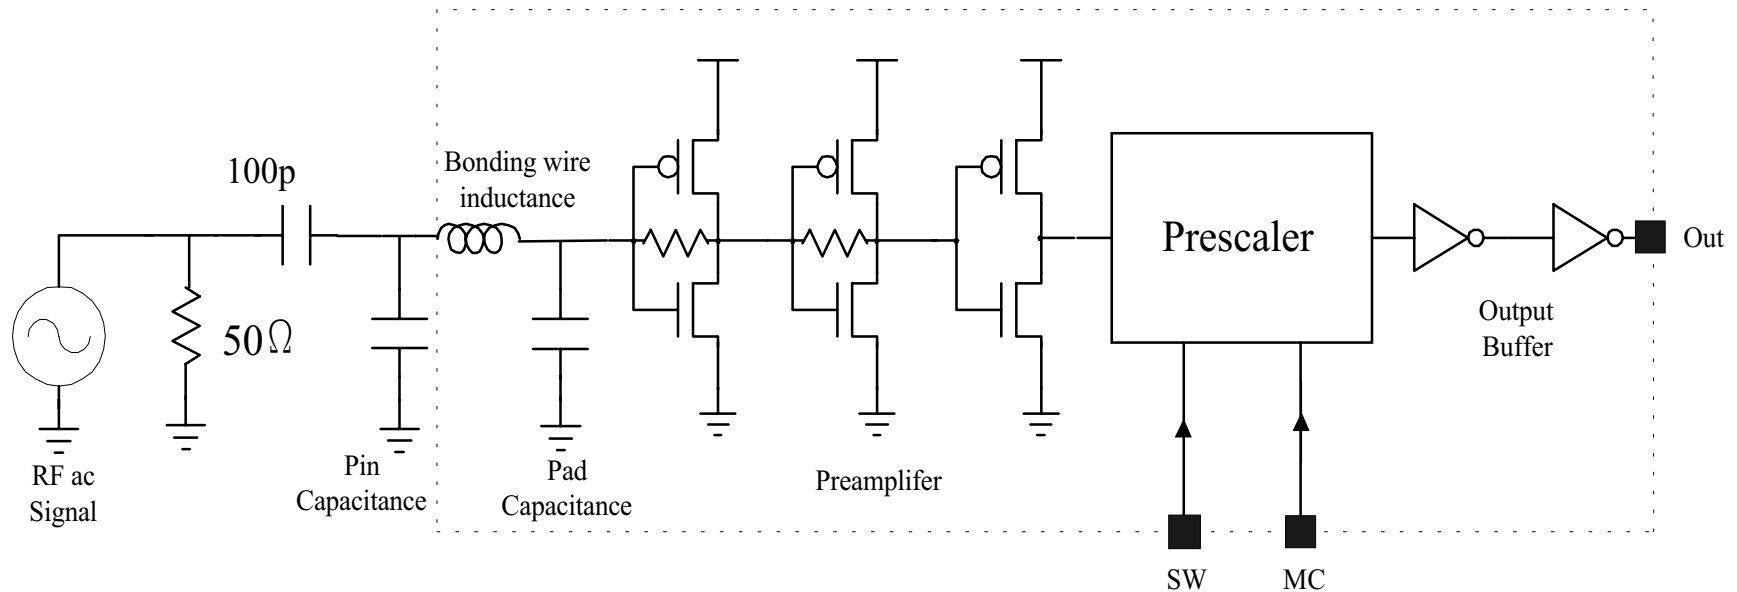 100p
Bonding wire
inductance
Prescaler
Out
50Ω
Output
Buffer
Pin
Capacitance
Pad
Capacitance
Preamplifer
RF ac
Signal
SW
MC